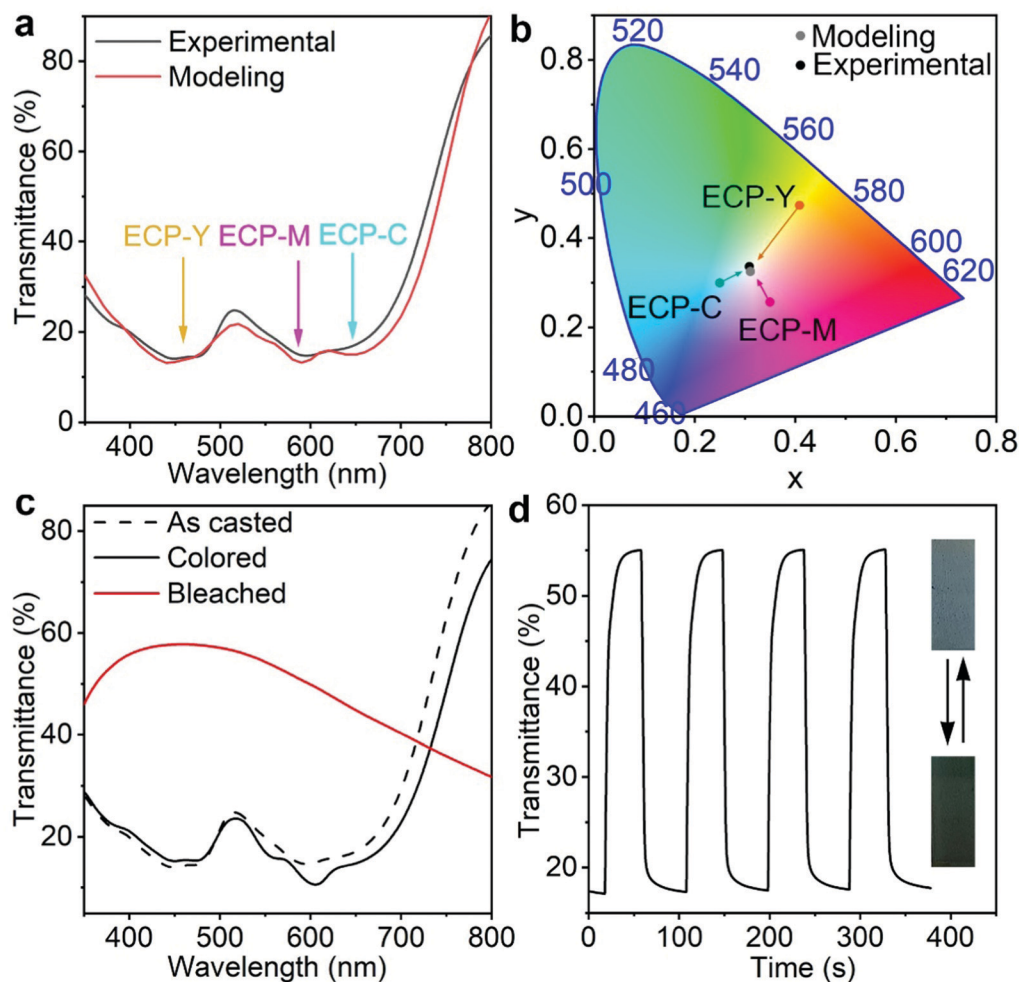 a
Experimental
Modeling
ECP-Y ECP-M ECP-C
Transmittance (%)
80
60
40
20
0
400 500 600 700 800
Wavelength (nm)
b
Modeling
Experimental
520
540
560
580
600
620
500
480
460
ECP-Y
ECP-C
ECP-M
y
0.8
0.6
0.4
0.2
0.0
0.0 0.2 0.4 0.6 0.8
x
c
As casted
Colored
Bleached
Transmittance (%)
80
60
40
20
400 500 600 700 800
Wavelength (nm)
d
Transmittance (%)
60
50
40
30
20
0 100 200 300 400
Time (s)